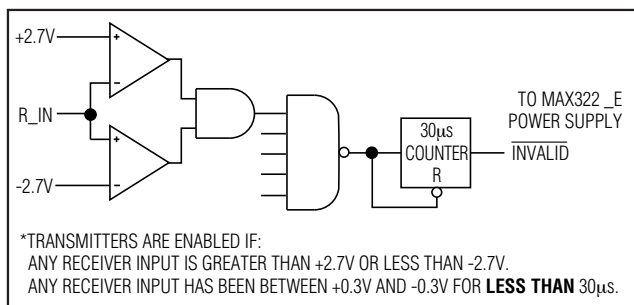 +2.7V
+
-
R_IN
+
-
-2.7V
30μs
COUNTER
R
TO MAX322 _E
POWER SUPPLY
INVALID
*TRANSMITTERS ARE ENABLED IF:
ANY RECEIVER INPUT IS GREATER THAN +2.7V OR LESS THAN -2.7V.
ANY RECEIVER INPUT HAS BEEN BETWEEN +0.3V AND -0.3V FOR LESS THAN 30μs.